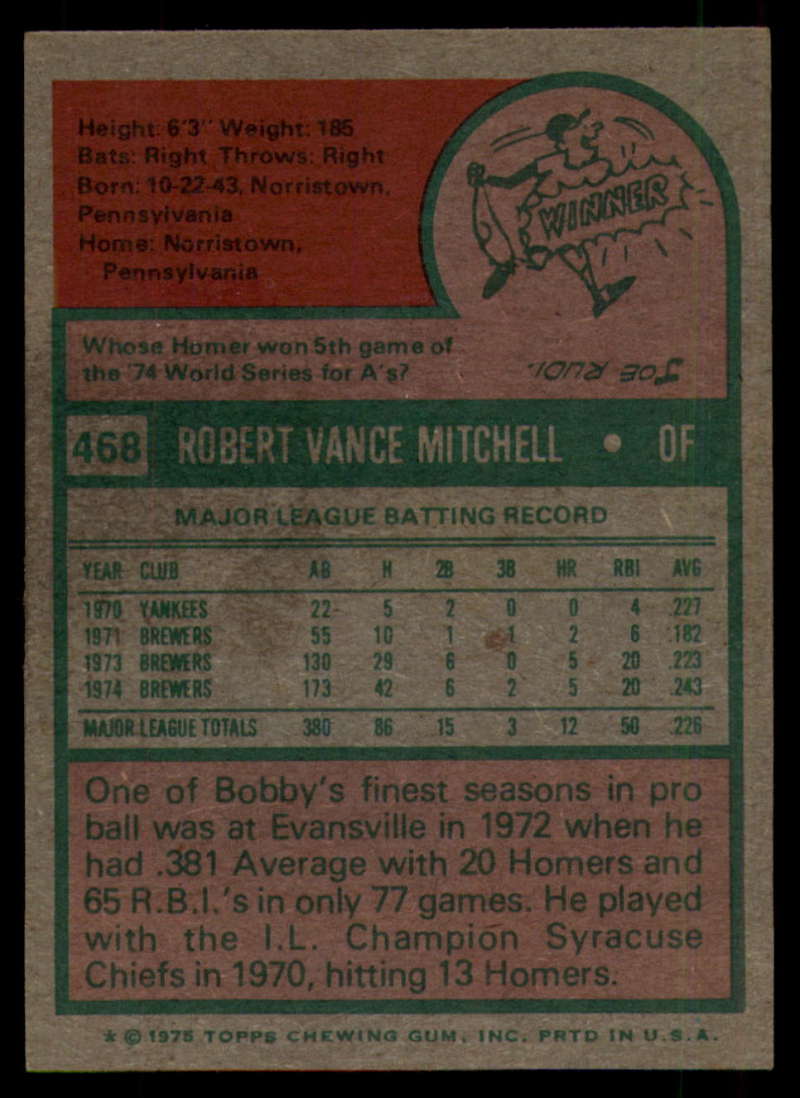 Height: 6'3" Weight: 185
Bats: Right Throws: Right
Born: 10-22-43, Norristown,
Pennsylvania
Home: Norristown,
Pennsylvania
WINNER
Whose Homer won 5th game of
the '74 World Series for A's?
JOE RUDI.
468 ROBERT VANCE MITCHELL • OF
MAJOR LEAGUE BATTING RECORD
YEAR CLUB AB H 2B 3B HR RBI AVG
1970 YANKEES 22 5 2 0 0 4 .227
1971 BREWERS 55 10 1 1 2 6 .182
1973 BREWERS 130 29 6 0 5 20 .223
1974 BREWERS 173 42 6 2 5 20 .243
MAJOR LEAGUE TOTALS 380 86 15 3 12 50 .226
One of Bobby's finest seasons in pro
ball was at Evansville in 1972 when he
had .381 Average with 20 Homers and
65 R.B.I.'s in only 77 games. He played
with the I.L. Champion Syracuse
Chiefs in 1970, hitting 13 Homers.
* © 1975 TOPPS CHEWING GUM, INC. PRTD IN U.S.A.